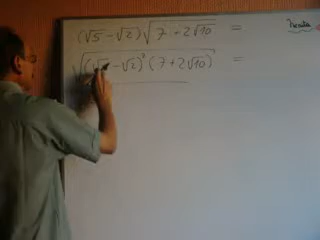 (√5 - √2) √(7 + 2√10) =
√((√5 - √2)² (7 + 2√10)) =